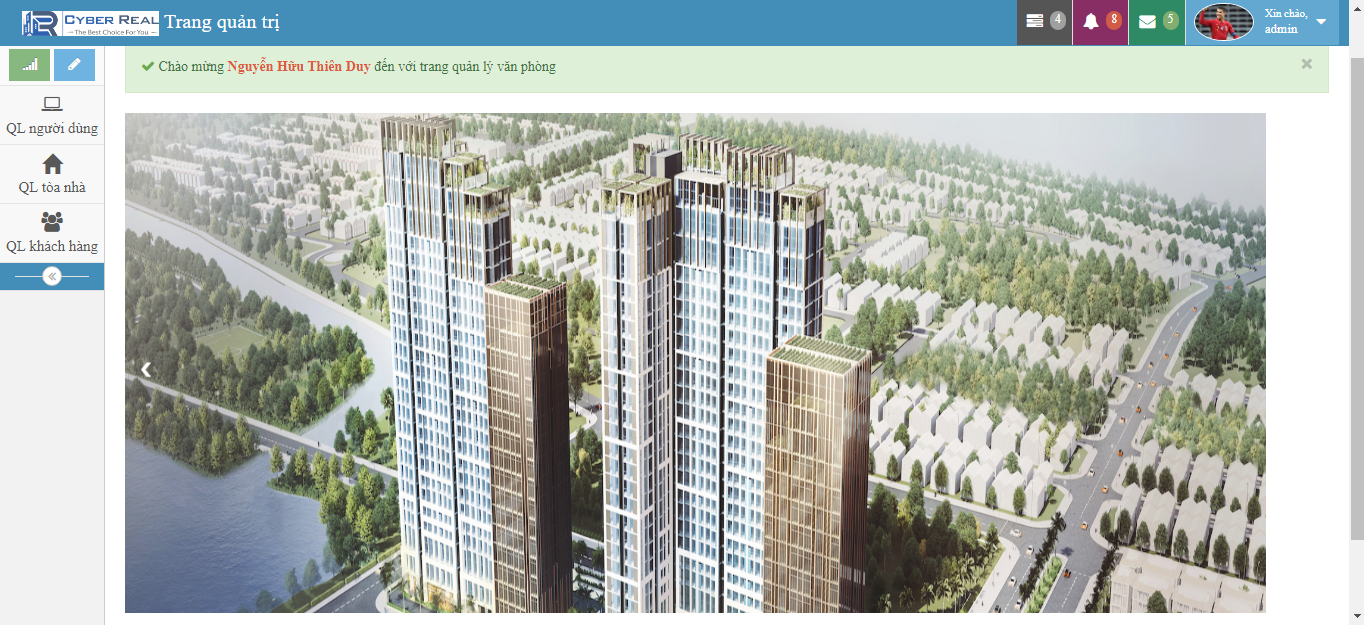 CYBER REAL
The Best Choice For You
Trang quản trị
4
8
5
Xin chào,
admin
Chào mừng Nguyễn Hữu Thiên Duy đến với trang quản lý văn phòng
×
QL người dùng
QL tòa nhà
QL khách hàng